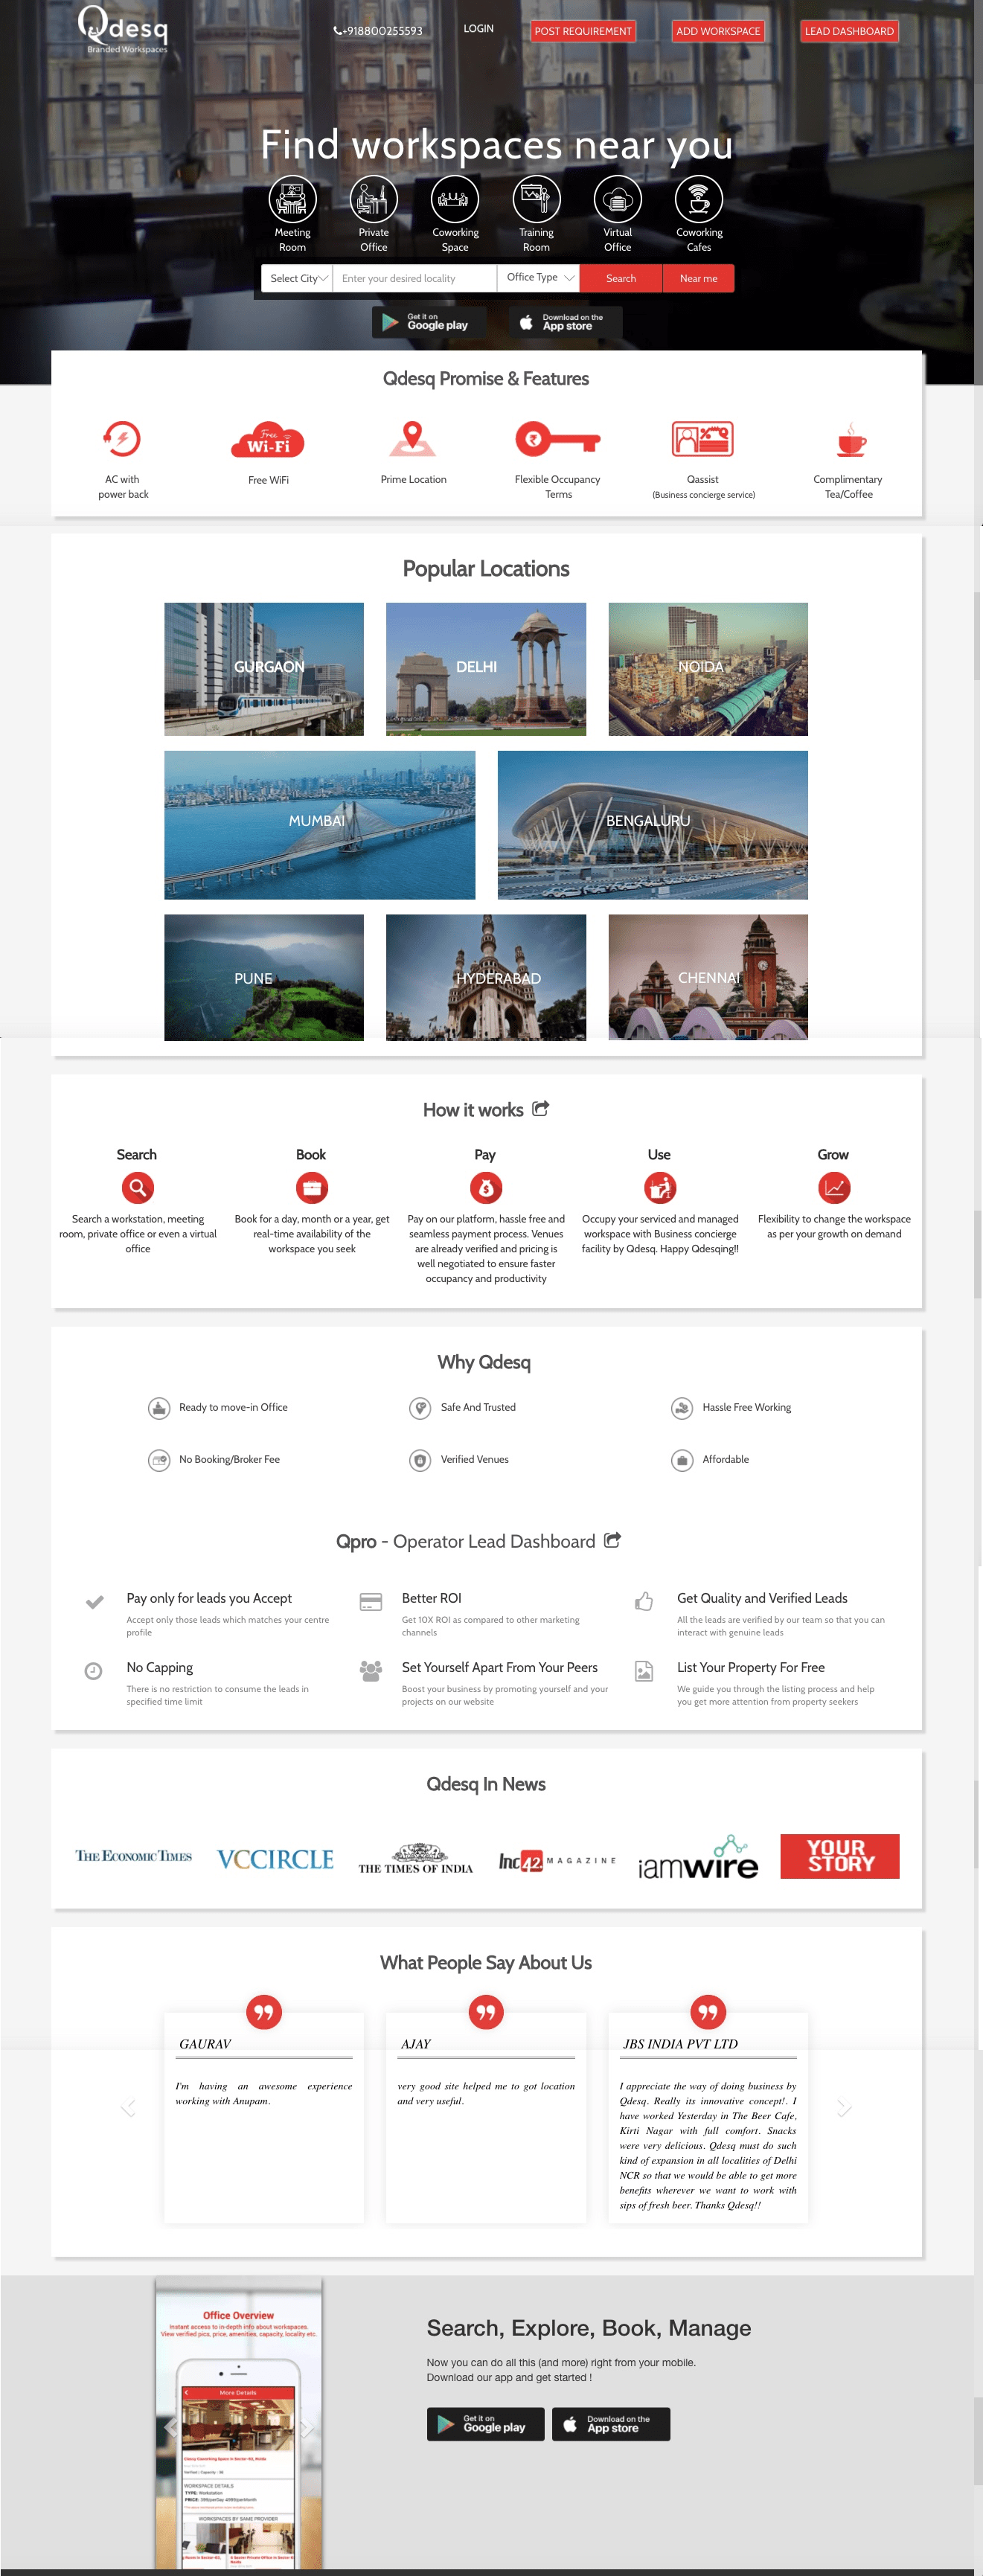 Qdesq
Branded Workspaces
+918800255593
LOGIN
POST REQUIREMENT
ADD WORKSPACE
LEAD DASHBOARD
Find workspaces near you
Meeting
Room
Private
Office
Coworking
Space
Training
Room
Virtual
Office
Coworking
Cafes
Select City
Enter your desired locality
Office Type
Search
Near me
Get it on
Google play
Download on the
App store
Qdesq Promise & Features
AC with
power back
Free
Wi-Fi
Free WiFi
Prime Location
Flexible Occupancy
Terms
Qassist
(Business concierge service)
Complimentary
Tea/Coffee
Popular Locations
GURGAON
DELHI
NOIDA
MUMBAI
BENGALURU
PUNE
HYDERABAD
CHENNAI
How it works
Search
Search a workstation, meeting
room, private office or even a virtual
office
Book
Book for a day, month or a year, get
real-time availability of the
workspace you seek
Pay
Pay on our platform, hassle free and
seamless payment process. Venues
are already verified and pricing is
well negotiated to ensure faster
occupancy and productivity
Use
Occupy your serviced and managed
workspace with Business concierge
facility by Qdesq. Happy Qdesqing!!
Grow
Flexibility to change the workspace
as per your growth on demand
Why Qdesq
Ready to move-in Office
Safe And Trusted
Hassle Free Working
No Booking/Broker Fee
Verified Venues
Affordable
Qpro - Operator Lead Dashboard
Pay only for leads you Accept
Accept only those leads which matches your centre
profile
Better ROI
Get 10X ROI as compared to other marketing
channels
Get Quality and Verified Leads
All the leads are verified by our team so that you can
interact with genuine leads
No Capping
There is no restriction to consume the leads in
specified time limit
Set Yourself Apart From Your Peers
Boost your business by promoting yourself and your
projects on our website
List Your Property For Free
We guide you through the listing process and help
you get more attention from property seekers
Qdesq In News
THE ECONOMIC TIMES
VCCIRCLE
THE TIMES OF INDIA
Inc42 MAGAZINE
iamwire
YOUR
STORY
What People Say About Us
GAURAV
I'm having an awesome experience
working with Anupam.
AJAY
very good site helped me to got location
and very useful.
JBS INDIA PVT LTD
I appreciate the way of doing business by
Qdesq. Really its innovative concept!. I
have worked Yesterday in The Beer Cafe,
Kirti Nagar with full comfort. Snacks
were very delicious. Qdesq must do such
kind of expansion in all localities of Delhi
NCR so that we would be able to get more
benefits wherever we want to work with
sips of fresh beer. Thanks Qdesq!!
Office Overview
Instant access to in-depth info about workspaces.
View verified pics, price, amenities, capacity, locality etc.
More Details
WORKSPACE DETAILS
TYPE: Workstation
WORKSPACES BY SAME PROVIDER
Search, Explore, Book, Manage
Now you can do all this (and more) right from your mobile.
Download our app and get started !
Get it on
Google play
Download on the
App store